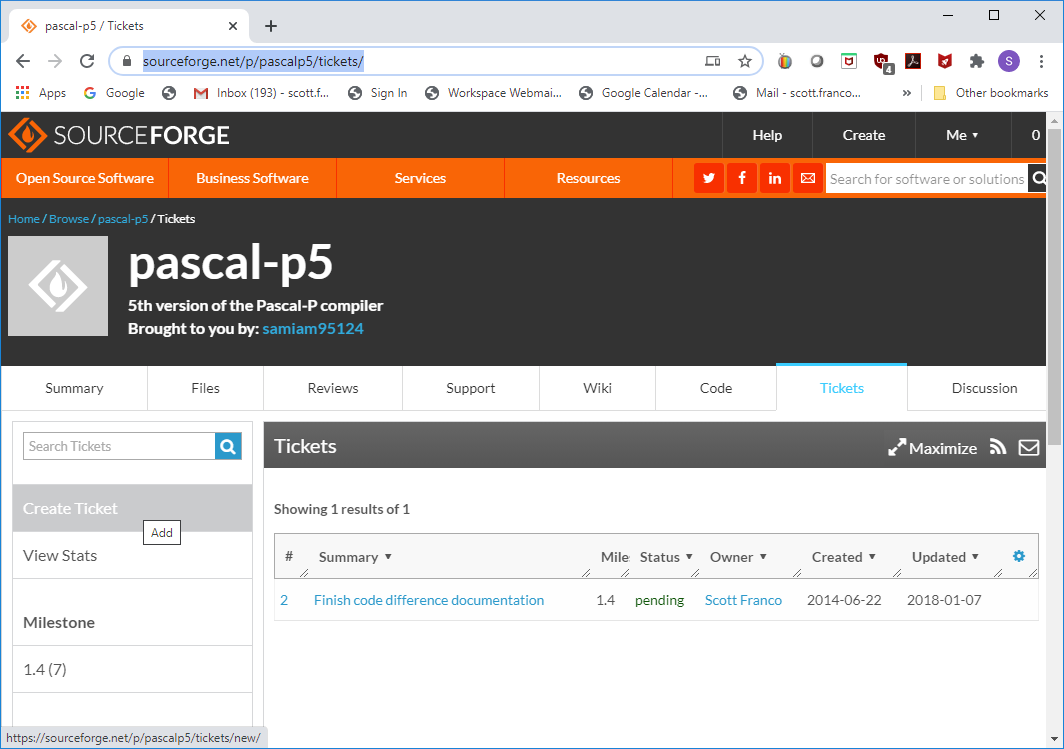 pascal-p5 / Tickets
sourceforge.net/p/pascalp5/tickets/
4
S
Apps
Google
Inbox (193) - scott.f...
Sign In
Workspace Webmai...
Google Calendar -...
Mail - scott.franco...
»
Other bookmarks
SOURCEFORGE
Help
Create
Me
0
Open Source Software
Business Software
Services
Resources
Search for software or solutions
Home / Browse / pascal-p5 / Tickets
pascal-p5
5th version of the Pascal-P compiler
Brought to you by: samiam95124
Summary
Files
Reviews
Support
Wiki
Code
Tickets
Discussion
Search Tickets
Create Ticket
Add
View Stats
Milestone
1.4 (7)
Tickets
Maximize
Showing 1 results of 1
# Summary Mile Status Owner Created Updated
2 Finish code difference documentation 1.4 pending Scott Franco 2014-06-22 2018-01-07
https://sourceforge.net/p/pascalp5/tickets/new/